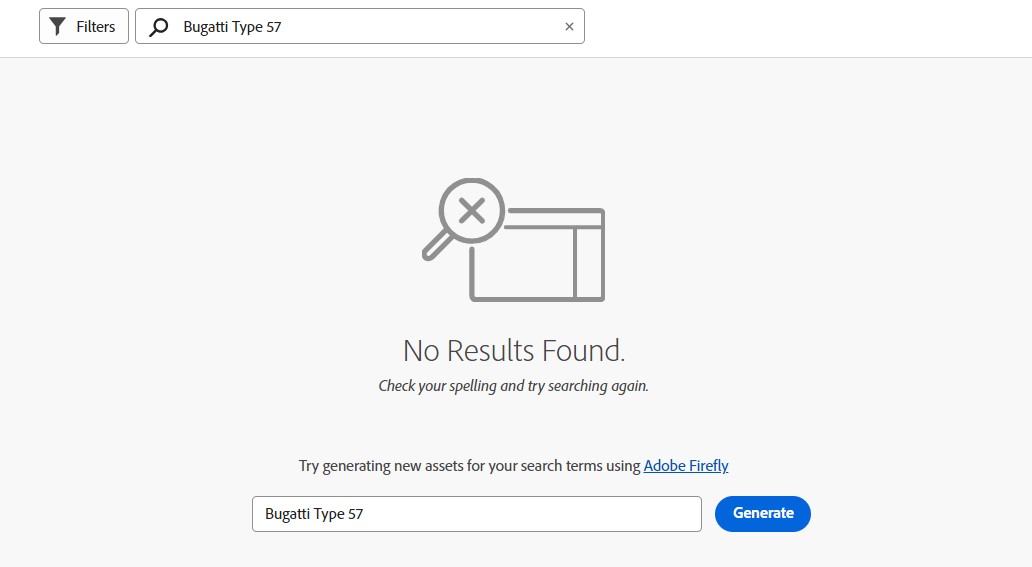 Filters
Bugatti Type 57
No Results Found.
Check your spelling and try searching again.
Try generating new assets for your search terms using Adobe Firefly
Bugatti Type 57
Generate